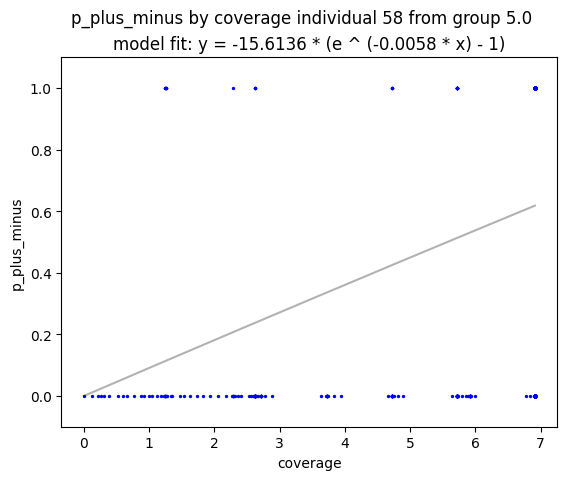 p_plus_minus by coverage individual 58 from group 5.0
model fit: y = -15.6136 * (e ^ (-0.0058 * x) - 1)
1.0
0.8
0.6
0.4
0.2
0.0
p_plus_minus
0 1 2 3 4 5 6 7
coverage